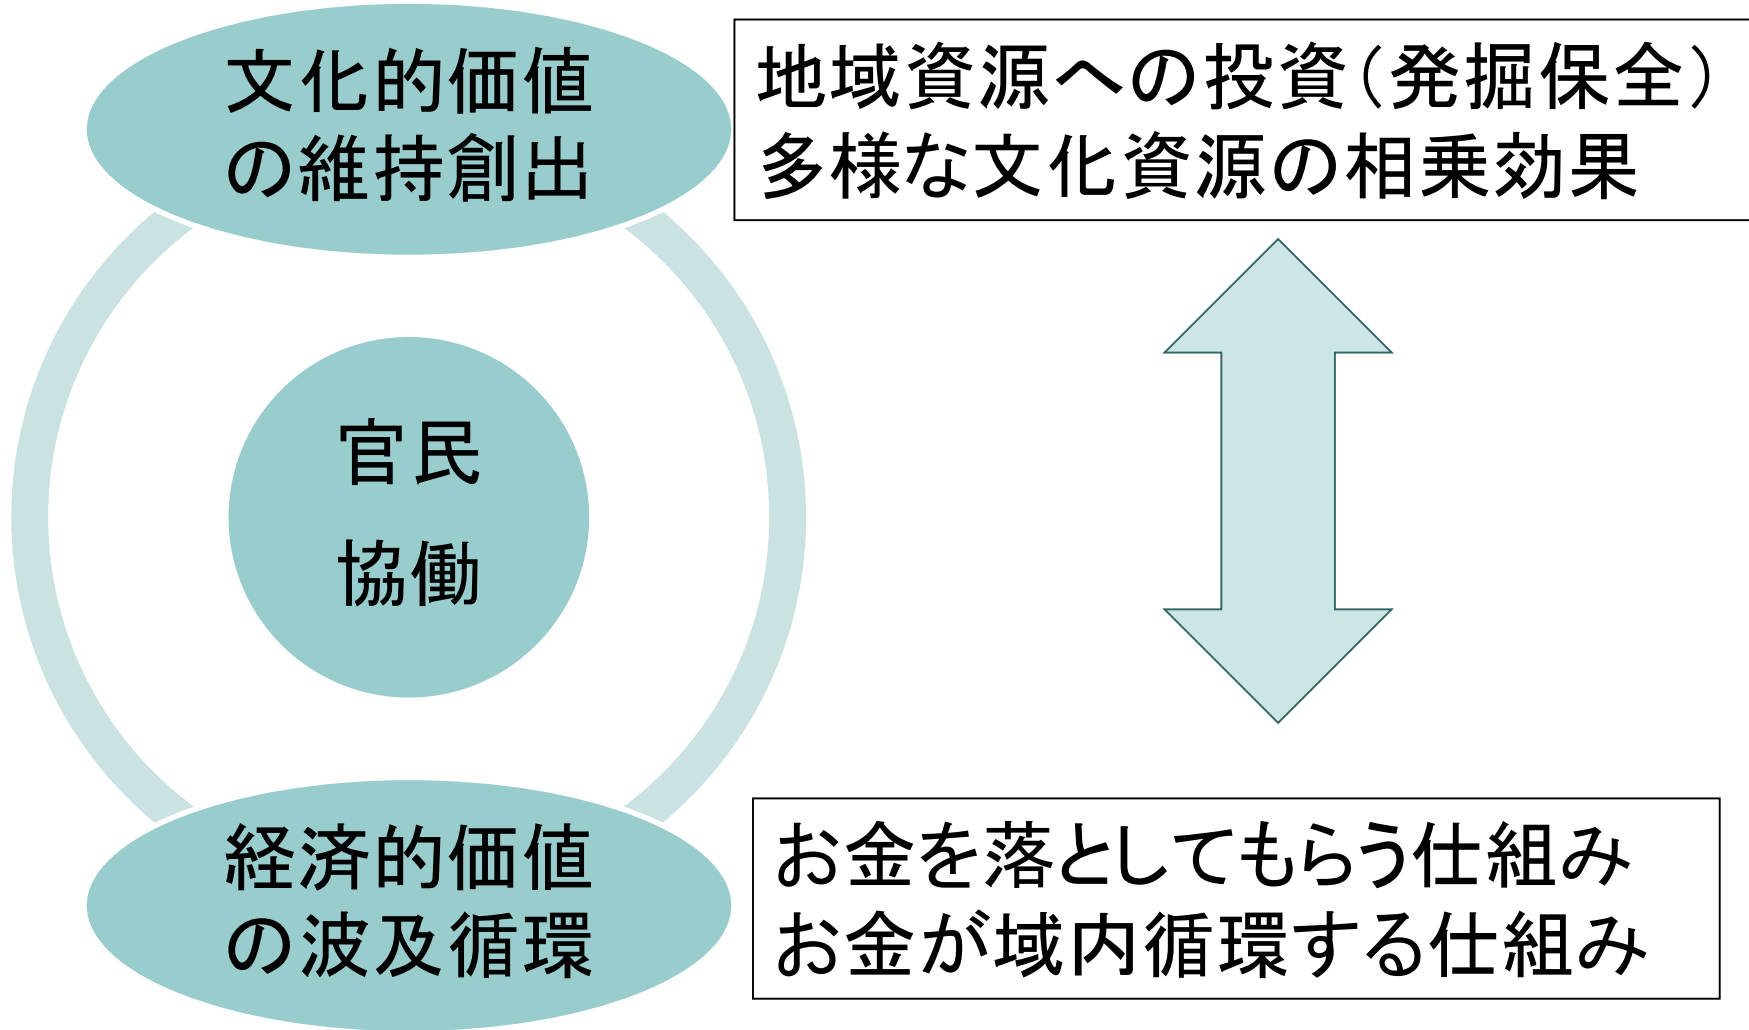 文化的価値
の維持創出
地域資源への投資(発掘保全)
多様な文化資源の相乗効果
官民
協働
経済的価値
の波及循環
お金を落としてもらう仕組み
お金が域内循環する仕組み